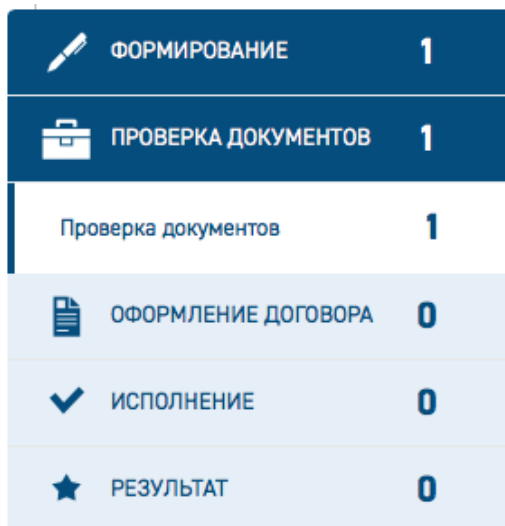 ФОРМИРОВАНИЕ 1
ПРОВЕРКА ДОКУМЕНТОВ 1
Проверка документов 1
ОФОРМЛЕНИЕ ДОГОВОРА 0
ИСПОЛНЕНИЕ 0
РЕЗУЛЬТАТ 0